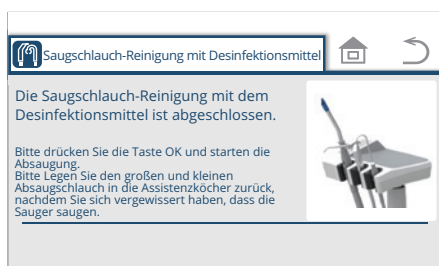 Saugschlauch-Reinigung mit Desinfektionsmittel
Die Saugschlauch-Reinigung mit dem
Desinfektionsmittel ist abgeschlossen.
Bitte drücken Sie die Taste OK und starten die
Absaugung.
Bitte Legen Sie den großen und kleinen
Absaugschlauch in die Assistenzköcher zurück,
nachdem Sie sich vergewissert haben, dass die
Sauger saugen.